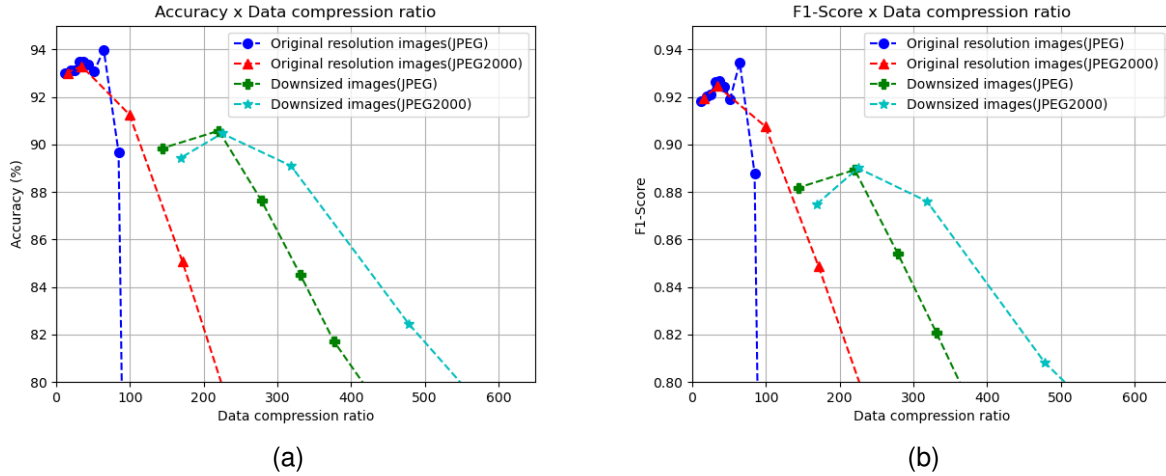 Accuracy x Data compression ratio
94
92
90
88
86
84
82
80
Accuracy (%)
Original resolution images(JPEG)
Original resolution images(JPEG2000)
Downsized images(JPEG)
Downsized images(JPEG2000)
0 100 200 300 400 500 600
Data compression ratio
(a)
F1-Score x Data compression ratio
0.94
0.92
0.90
0.88
0.86
0.84
0.82
0.80
F1-Score
Original resolution images(JPEG)
Original resolution images(JPEG2000)
Downsized images(JPEG)
Downsized images(JPEG2000)
0 100 200 300 400 500 600
Data compression ratio
(b)